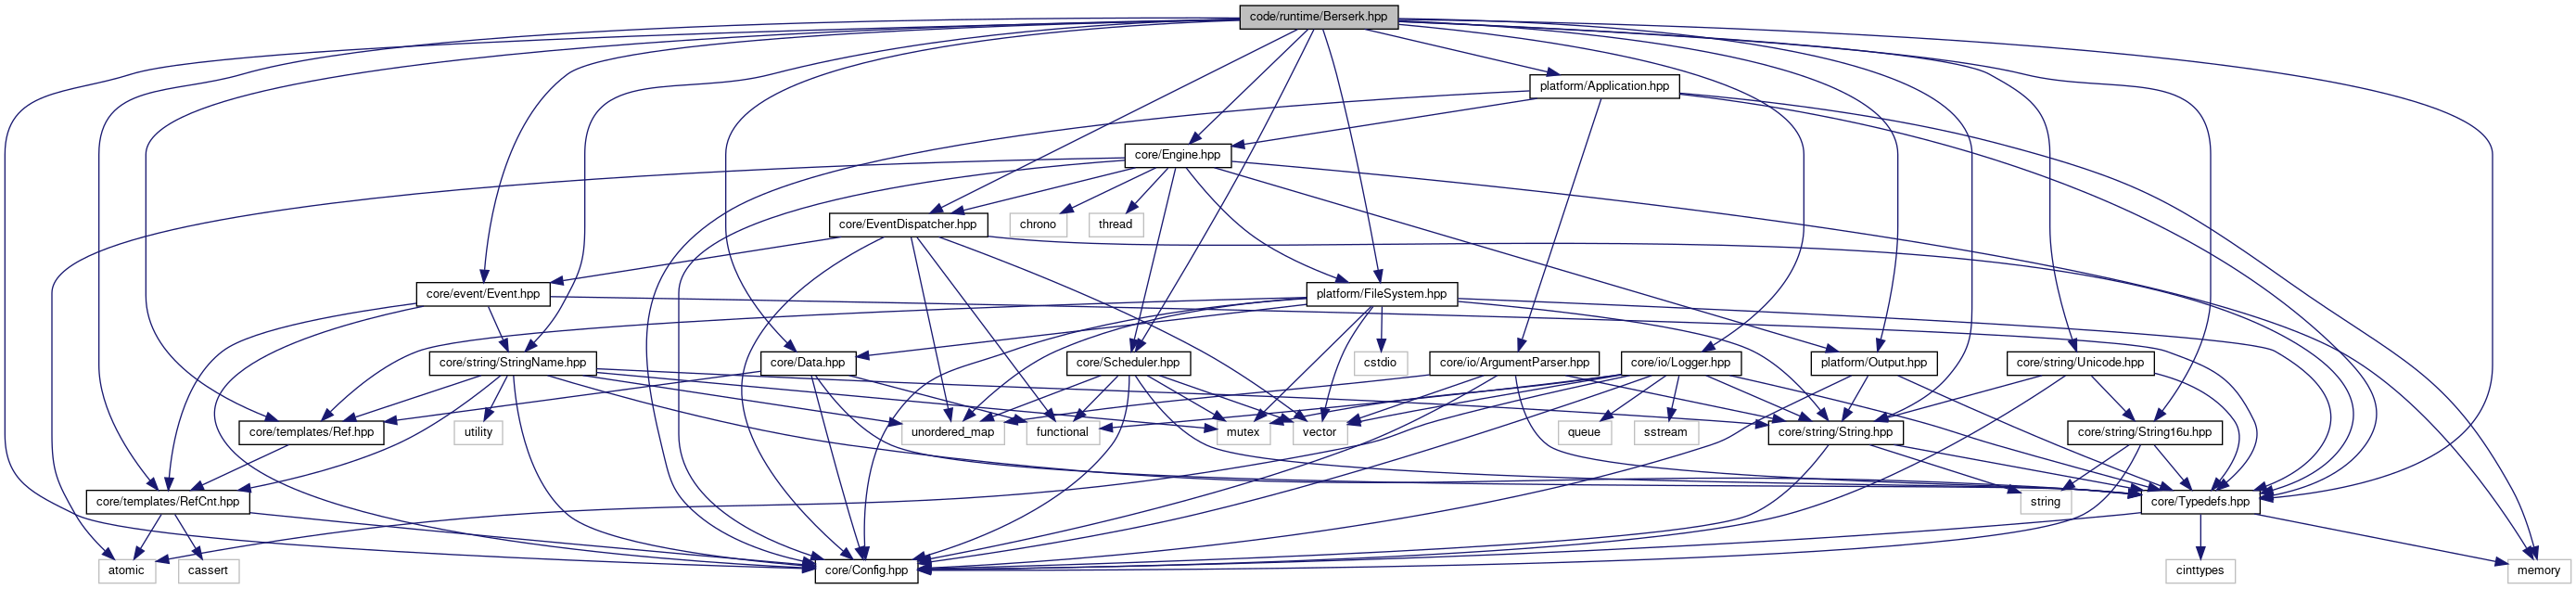 code/runtime/Berserk.hpp
platform/Application.hpp
core/Engine.hpp
core/EventDispatcher.hpp
chrono
thread
core/event/Event.hpp
platform/FileSystem.hpp
core/string/StringName.hpp
core/Data.hpp
core/Scheduler.hpp
cstdio
core/io/ArgumentParser.hpp
core/io/Logger.hpp
platform/Output.hpp
core/string/Unicode.hpp
core/templates/Ref.hpp
utility
unordered_map
functional
mutex
vector
queue
sstream
core/string/String.hpp
core/string/String16u.hpp
core/templates/RefCnt.hpp
string
core/Typedefs.hpp
atomic
cassert
core/Config.hpp
cinttypes
memory